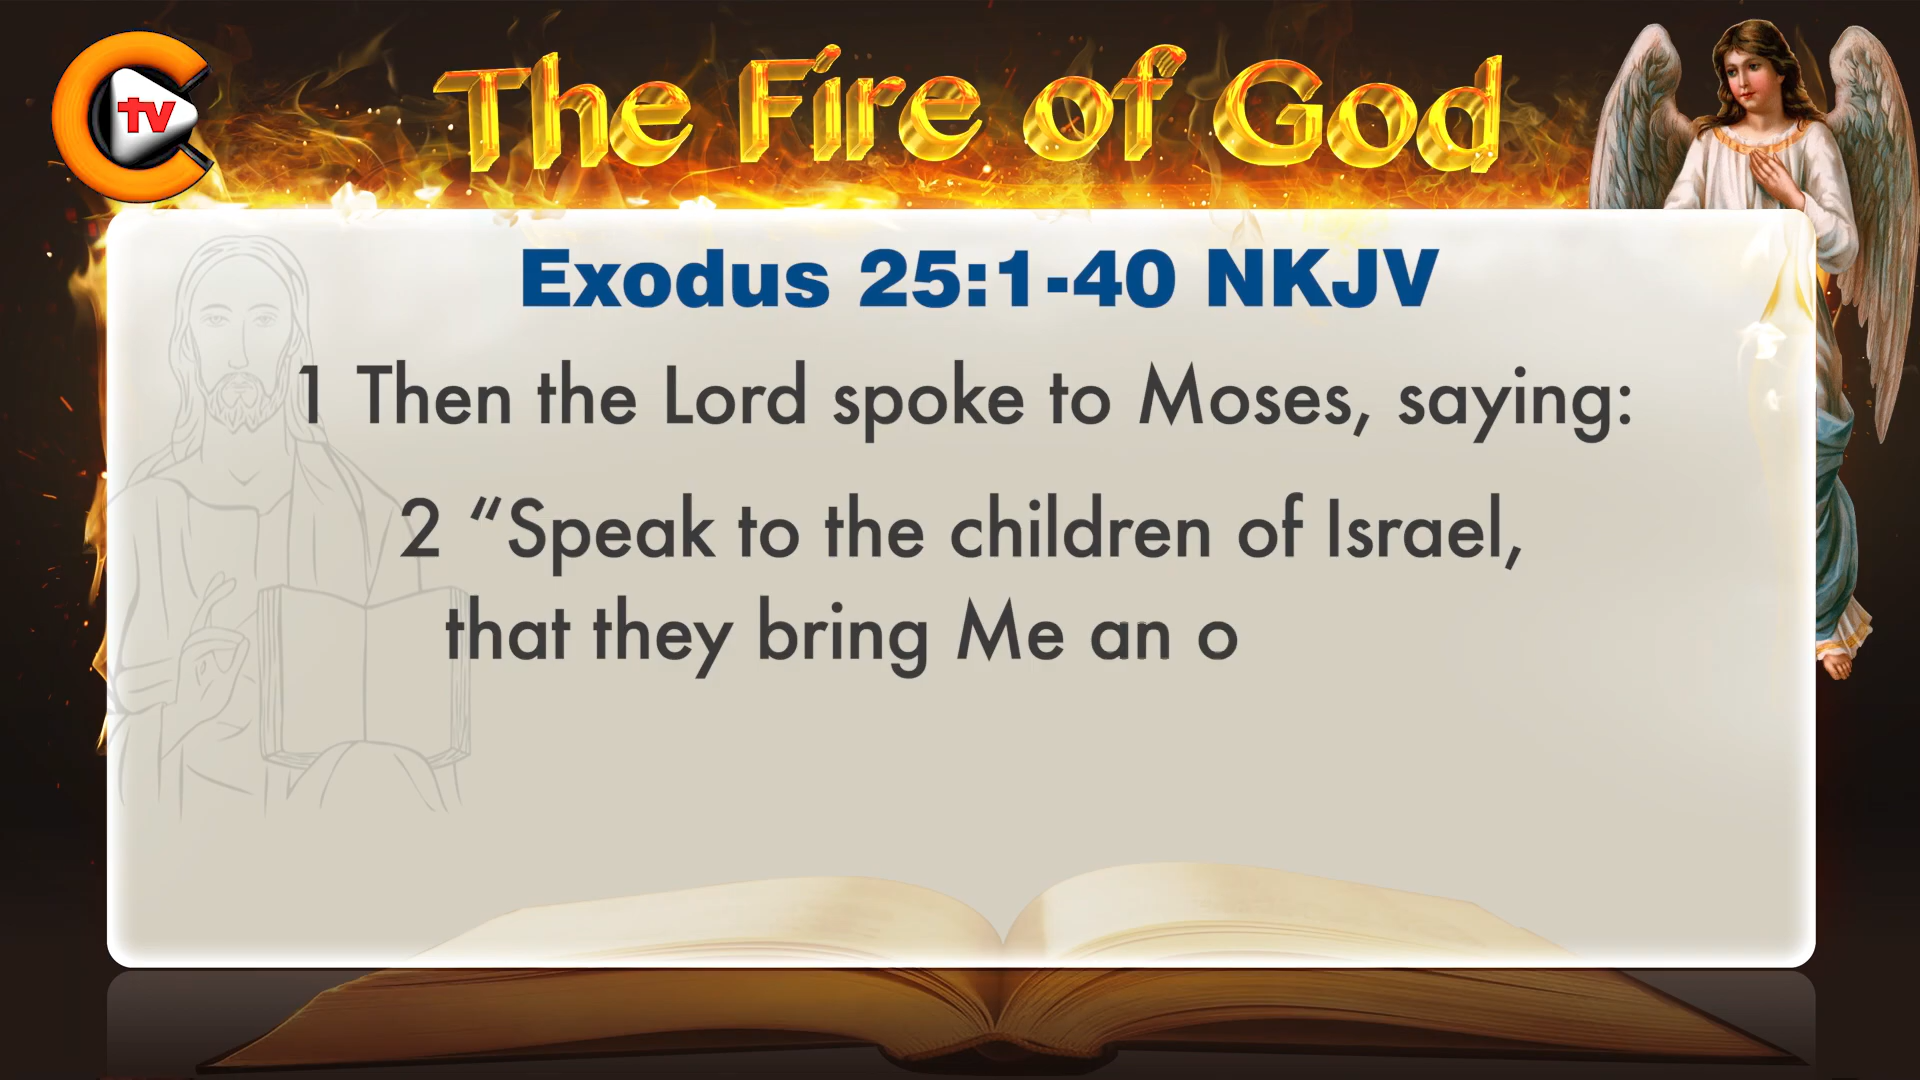 tv
The Fire of God
Exodus 25:1-40 NKJV
1 Then the Lord spoke to Moses, saying:
2 “Speak to the children of Israel,
that they bring Me an o